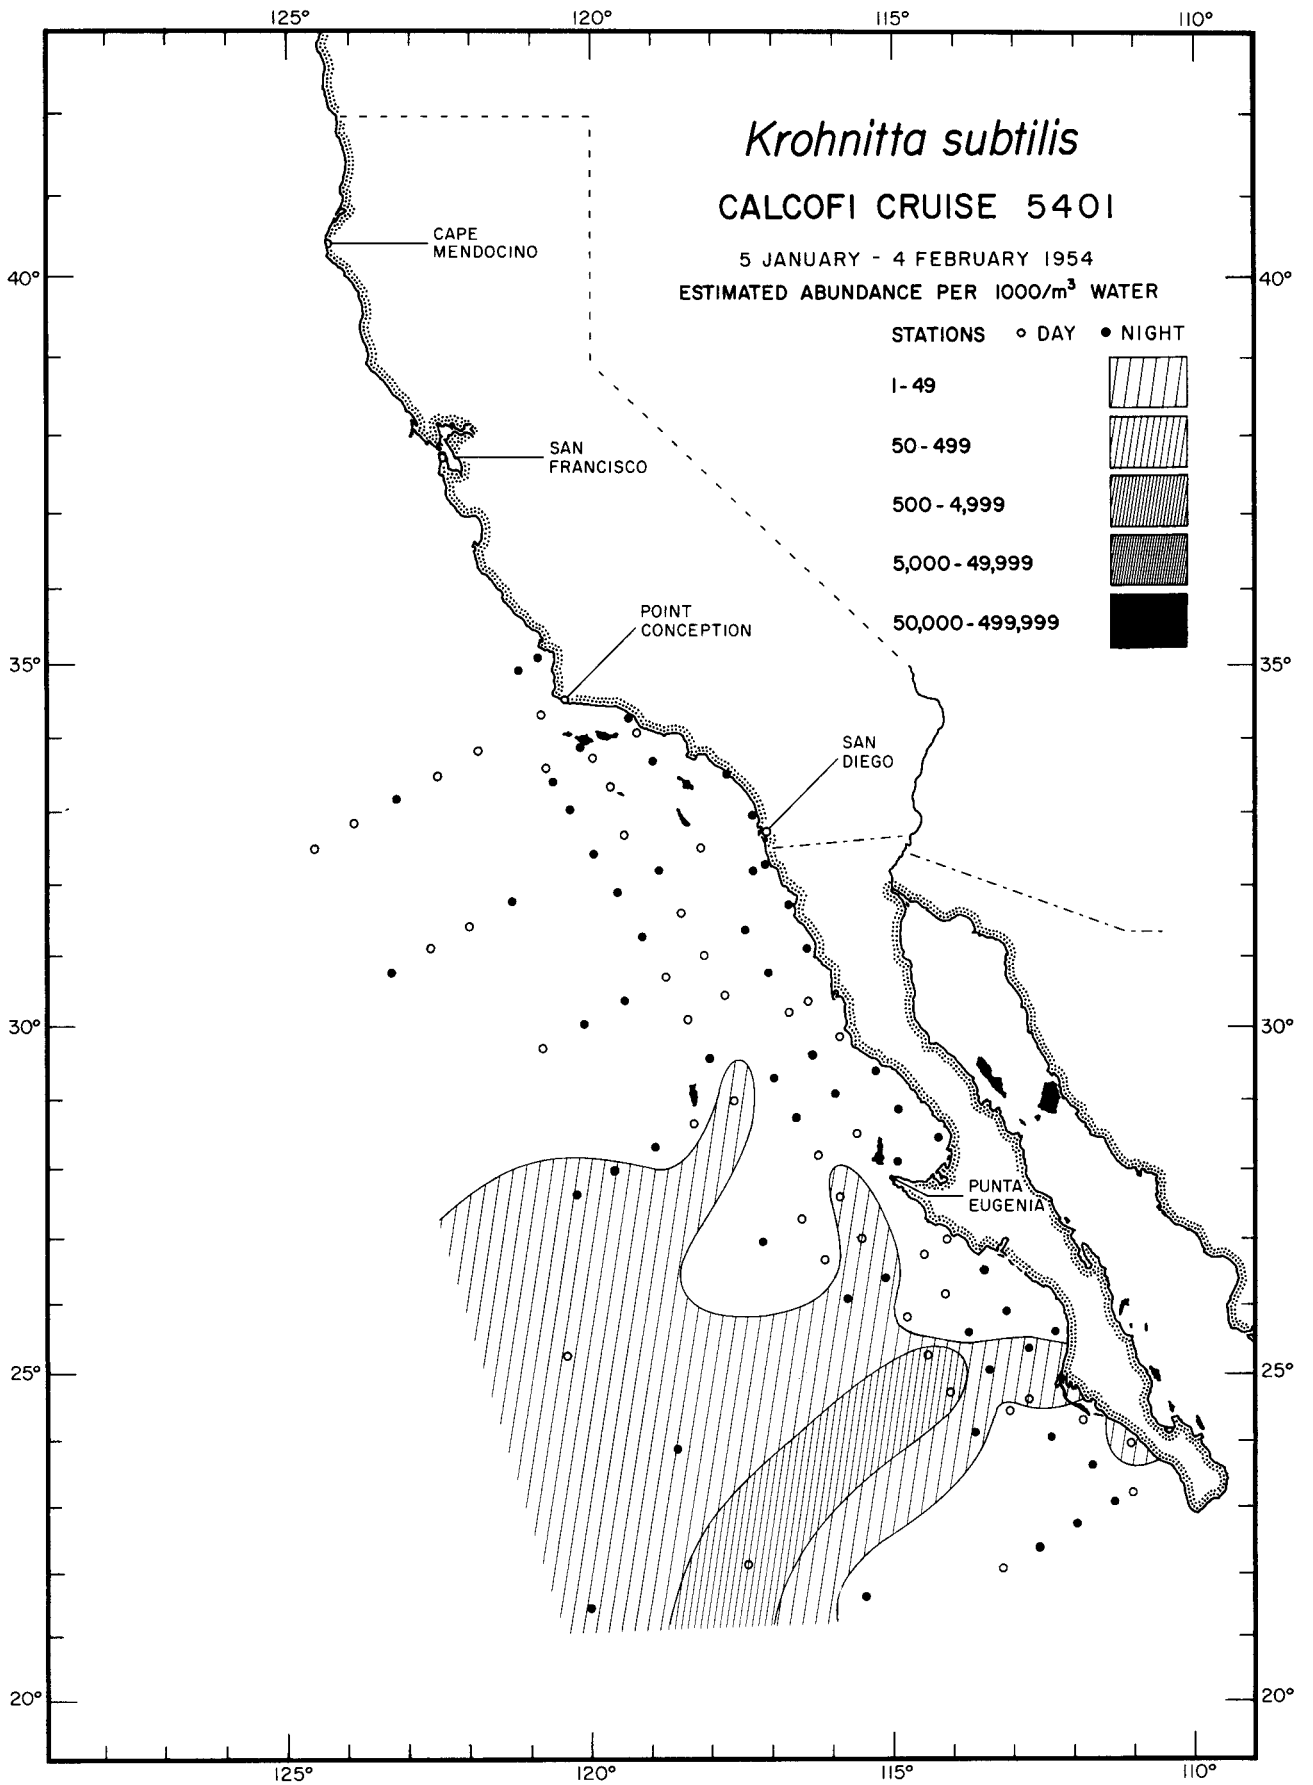 125° 120° 115° 110°
Krohnitta subtilis
CALCOFI CRUISE 5401
5 JANUARY - 4 FEBRUARY 1954
ESTIMATED ABUNDANCE PER 1000/m³ WATER
STATIONS ○ DAY ● NIGHT
1-49
50-499
500-4,999
5,000-49,999
50,000-499,999
CAPE
MENDOCINO
40° 40°
SAN
FRANCISCO
POINT
CONCEPTION
35° 35°
SAN
DIEGO
30° 30°
PUNTA
EUGENIA
25° 25°
20° 20°
125° 120° 115° 110°